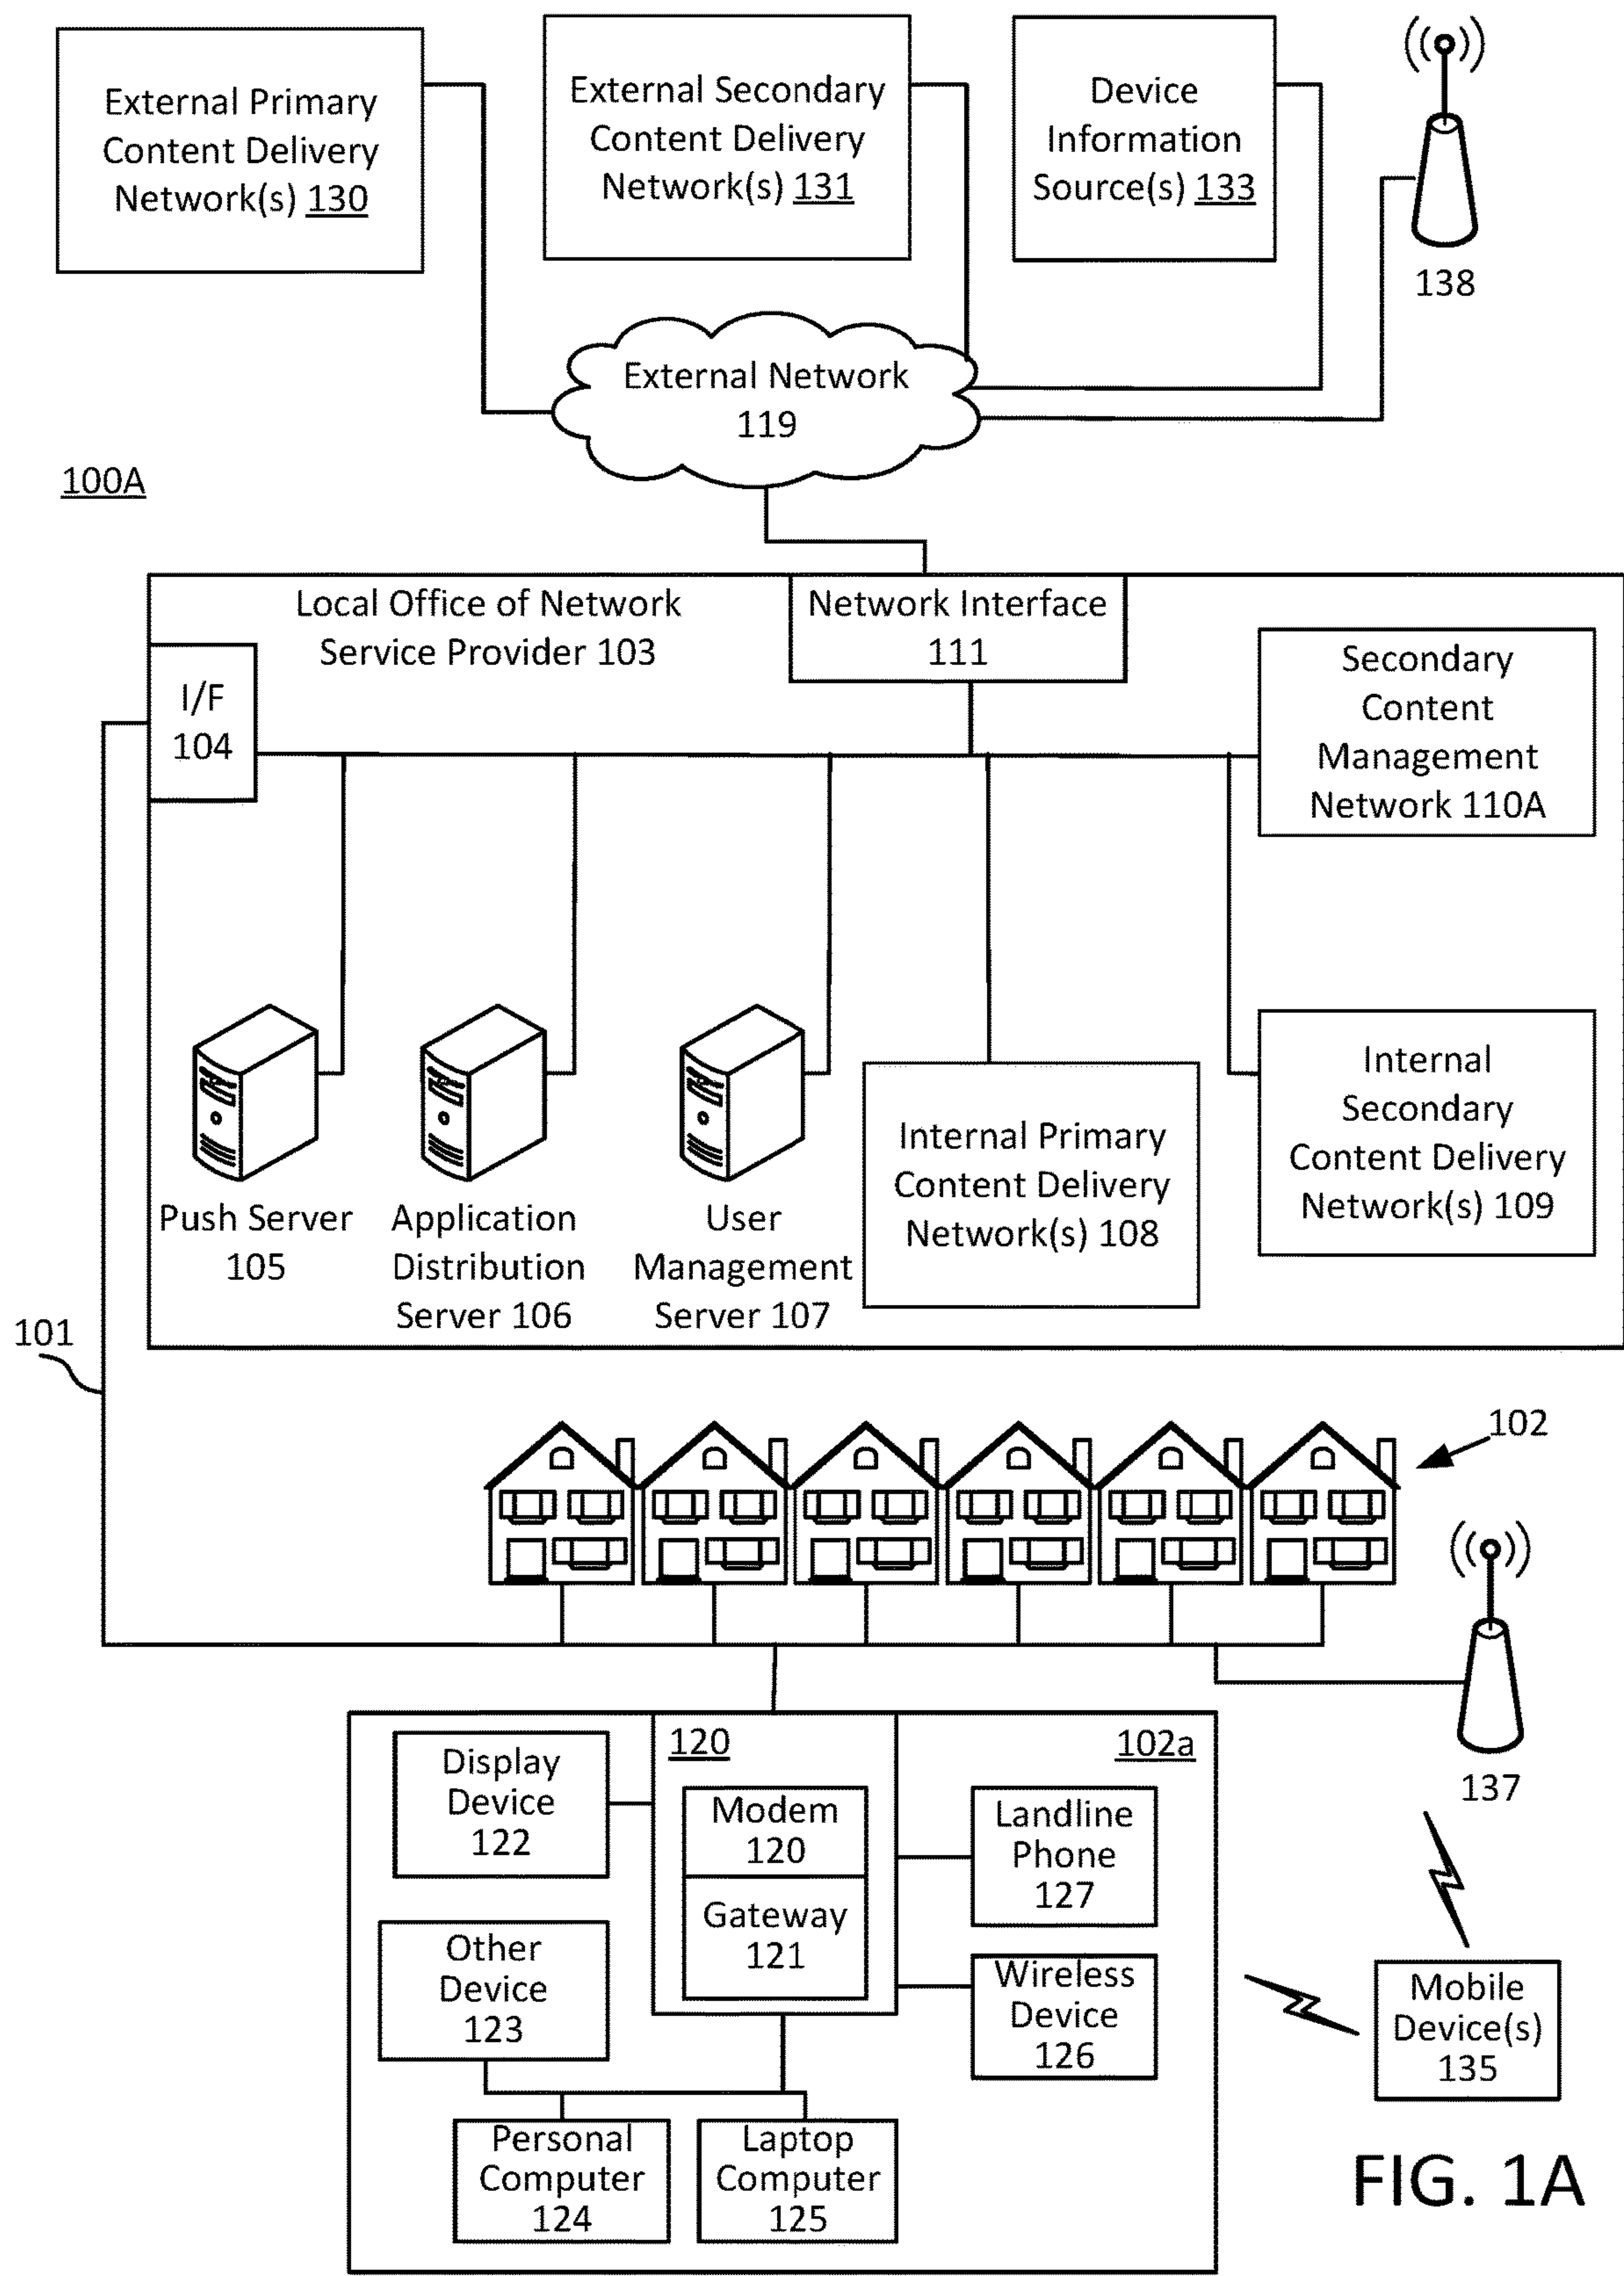 External Primary
Content Delivery
Network(s) 130
External Secondary
Content Delivery
Network(s) 131
Device
Information
Source(s) 133
138
External Network
119
100A
Local Office of Network
Service Provider 103
Network Interface
111
I/F
104
Secondary
Content
Management
Network 110A
Push Server
105
Application
Distribution
Server 106
User
Management
Server 107
Internal Primary
Content Delivery
Network(s) 108
Internal
Secondary
Content Delivery
Network(s) 109
101
102
137
120
102a
Display
Device
122
Modem
120
Gateway
121
Landline
Phone
127
Other
Device
123
Wireless
Device
126
Mobile
Device(s)
135
Personal
Computer
124
Laptop
Computer
125
FIG. 1A